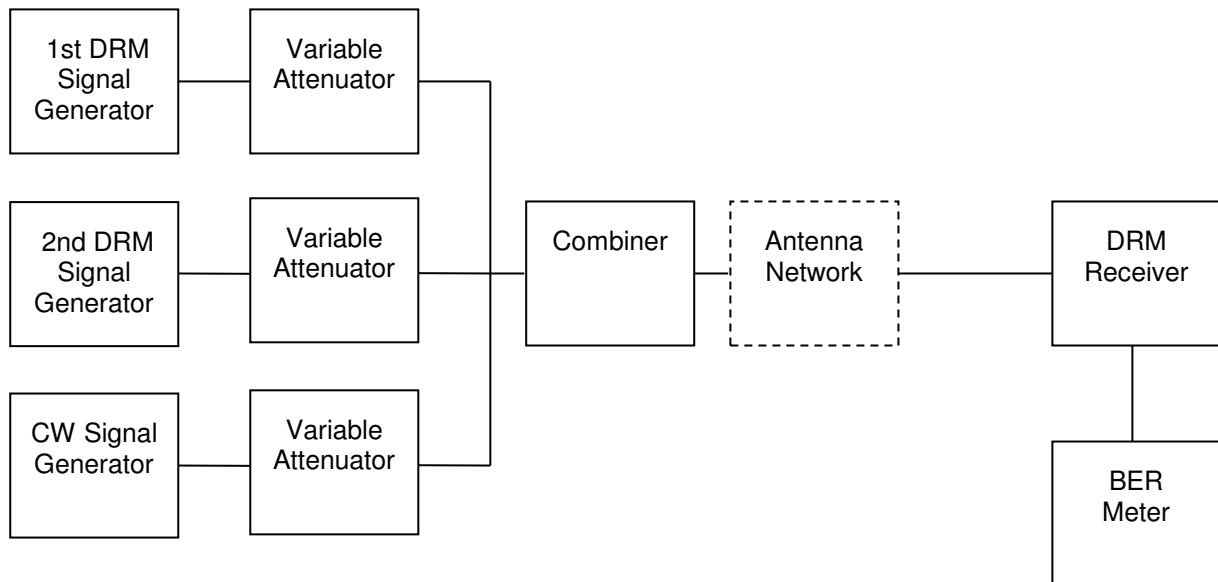 1st DRM
Signal
Generator
Variable
Attenuator
2nd DRM
Signal
Generator
Variable
Attenuator
Combiner
Antenna
Network
DRM
Receiver
CW Signal
Generator
Variable
Attenuator
BER
Meter